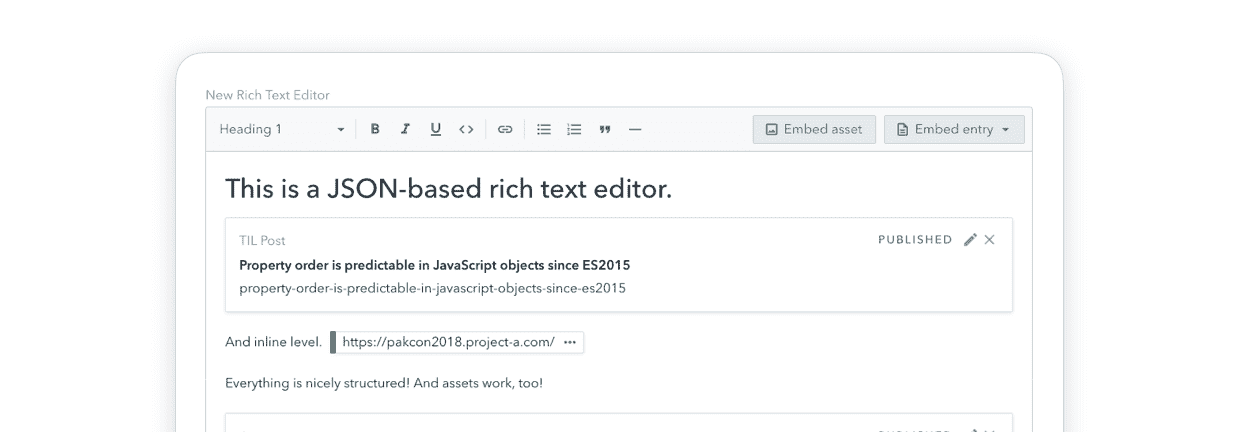 New Rich Text Editor
Heading 1 B I U <> Embed asset Embed entry
This is a JSON-based rich text editor.
TIL Post PUBLISHED
Property order is predictable in JavaScript objects since ES2015
property-order-is-predictable-in-javascript-objects-since-es2015
And inline level. https://pakcon2018.project-a.com/ •••
Everything is nicely structured! And assets work, too!